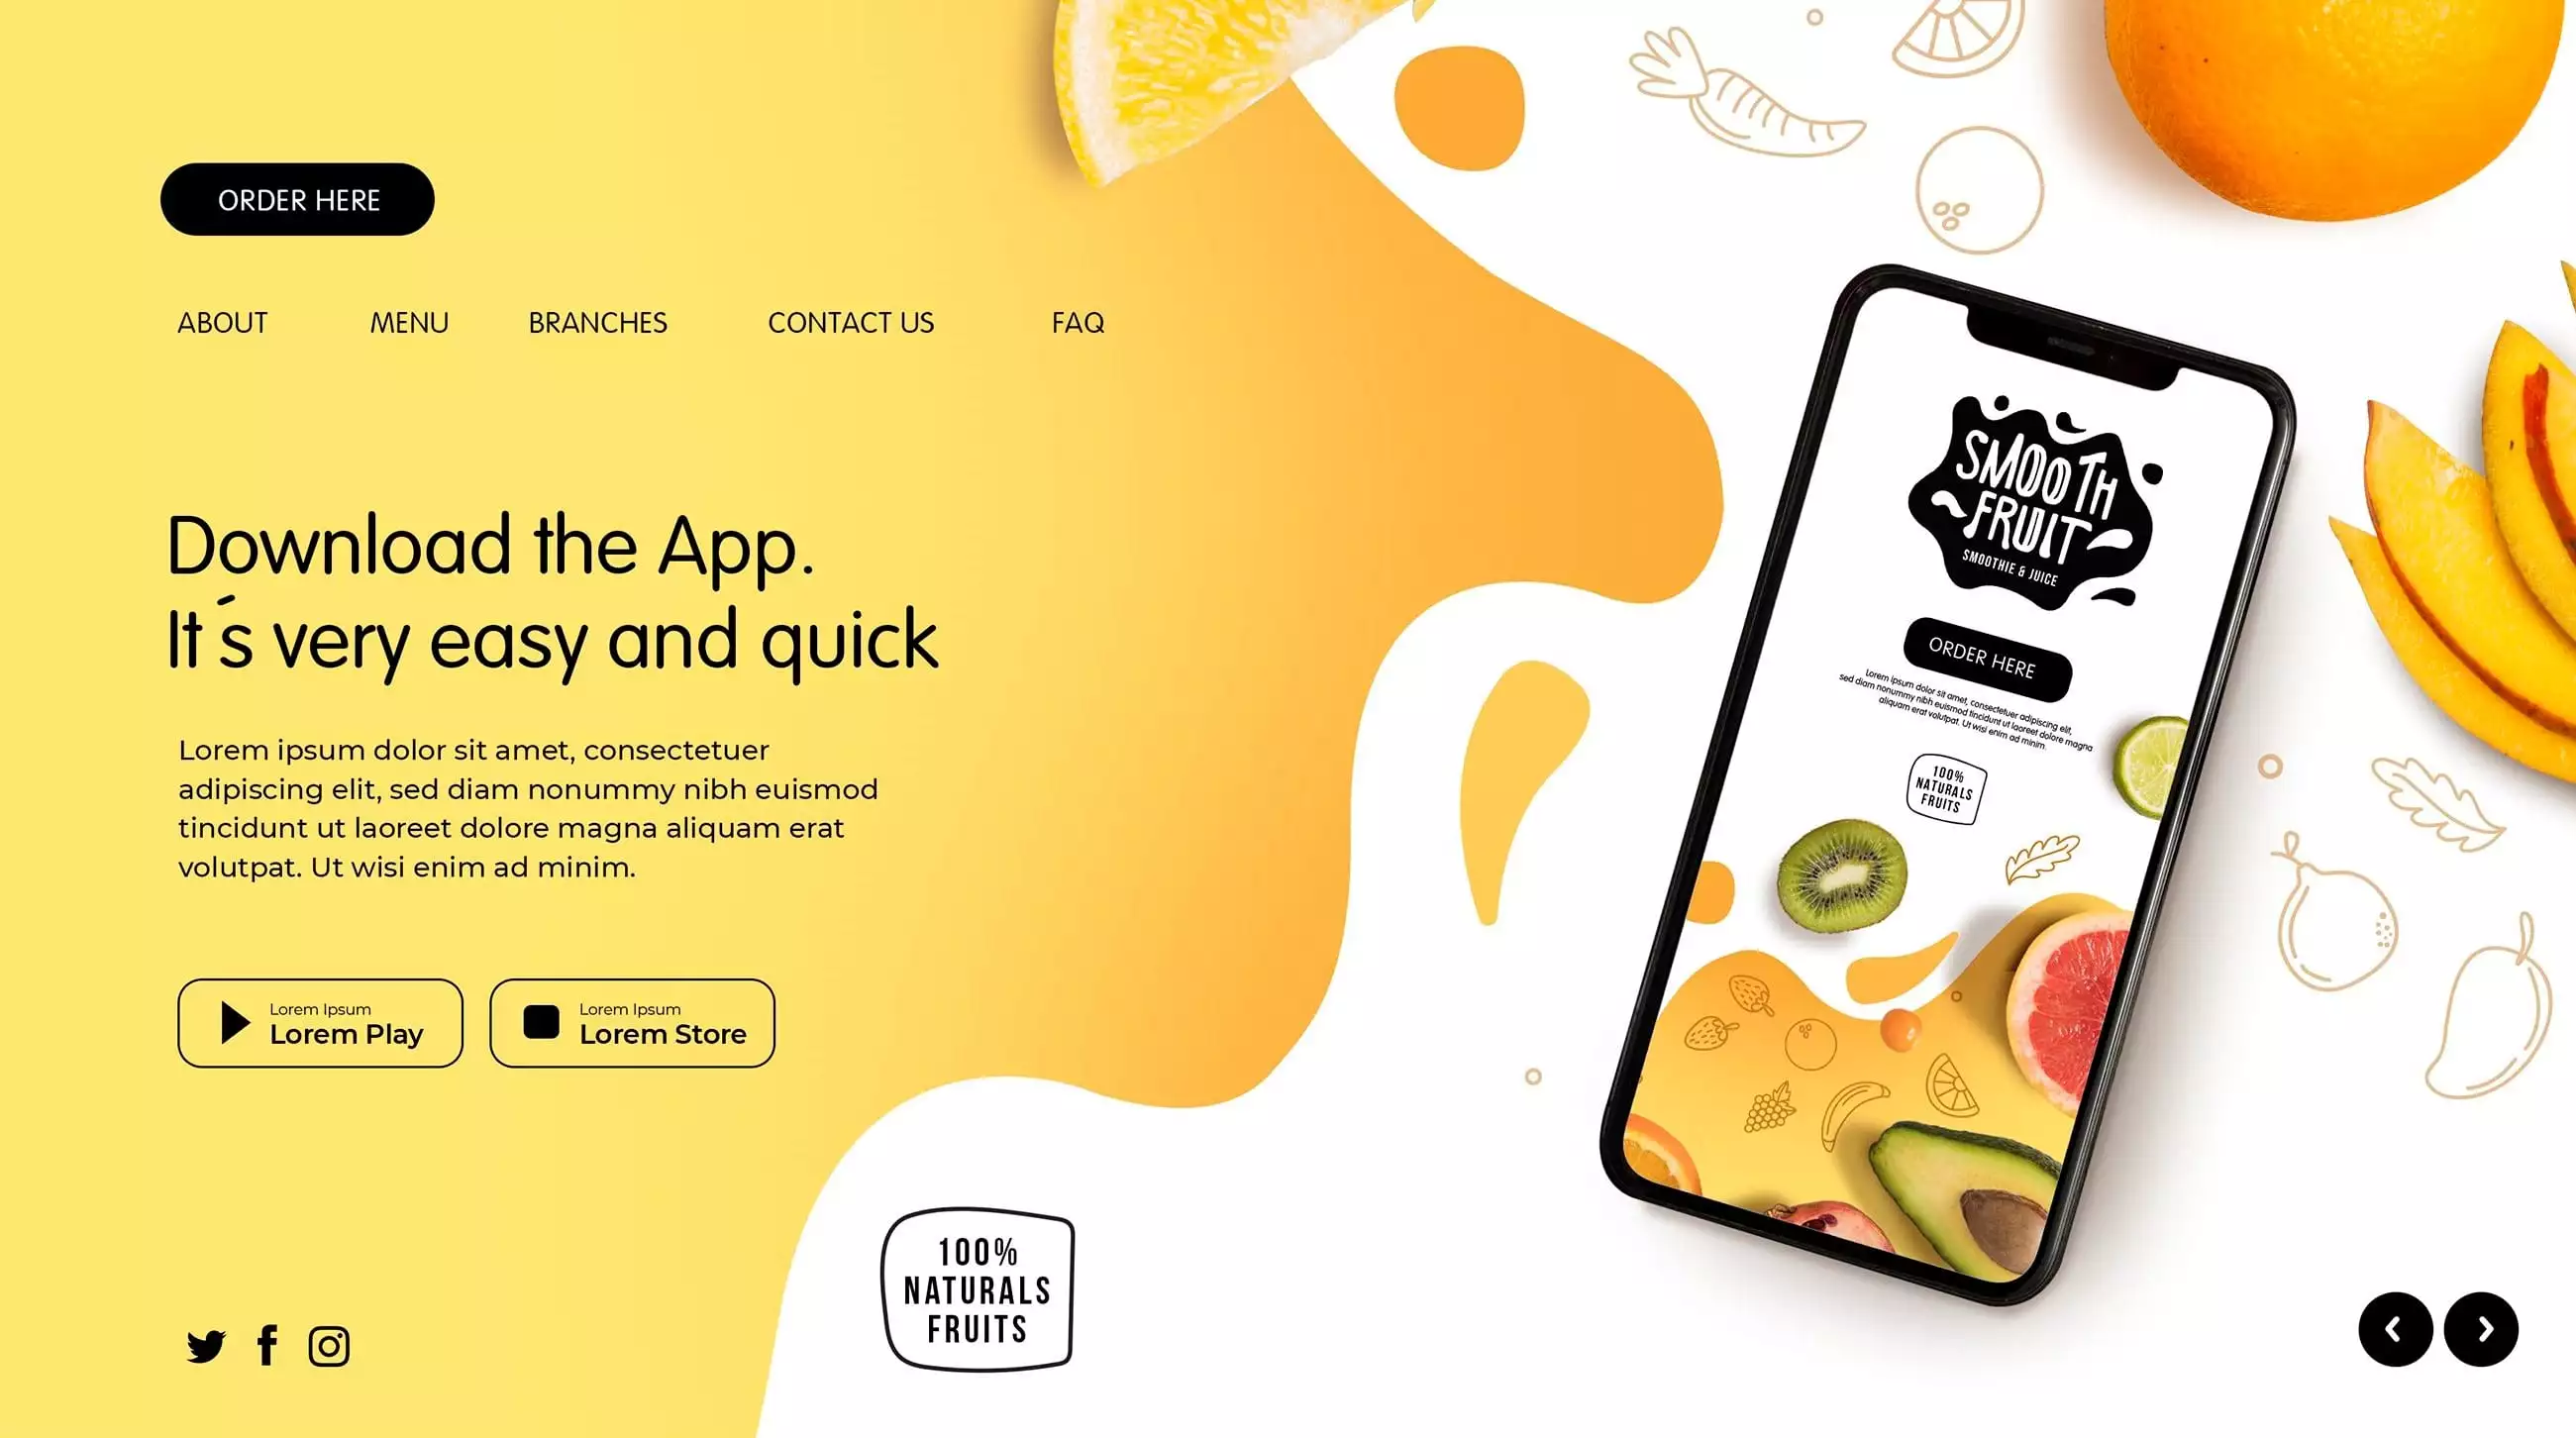 ORDER HERE
ABOUT MENU BRANCHES CONTACT US FAQ
Download the App.
It´s very easy and quick
Lorem ipsum dolor sit amet, consectetuer
adipiscing elit, sed diam nonummy nibh euismod
tincidunt ut laoreet dolore magna aliquam erat
volutpat. Ut wisi enim ad minim.
Lorem Ipsum
Lorem Play
Lorem Ipsum
Lorem Store
100%
NATURALS
FRUITS
SMOOTH
FRUIT
SMOOTHIE & JUICE
ORDER HERE
Lorem ipsum dolor sit amet, consectetuer adipiscing elit,
sed diam nonummy nibh euismod tincidunt ut laoreet dolore magna
aliquam erat volutpat. Ut wisi enim ad minim.
100%
NATURALS
FRUITS